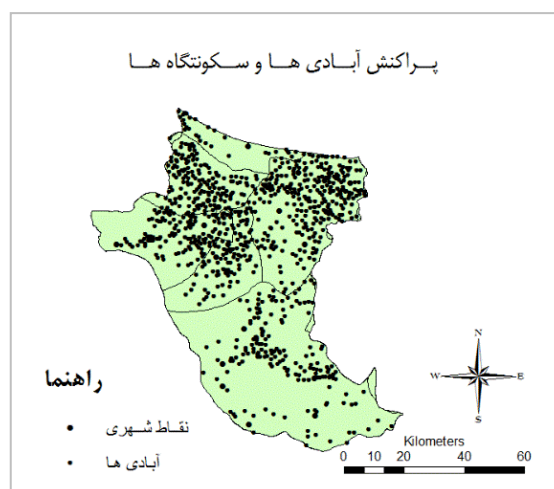 پراکنش آبادی ها و سکونتگاه ها
N
W
E
S
راهنما
نقاط شهری
آبادی ها
Kilometers
0 10 20 40 60